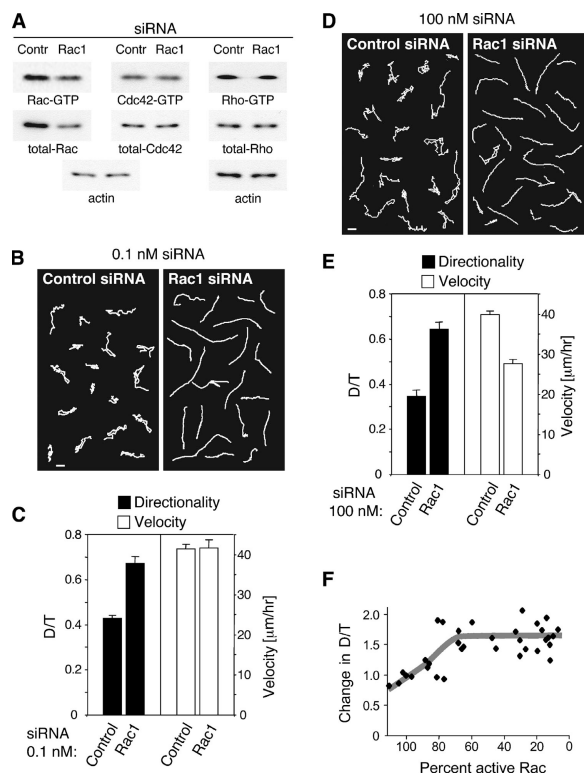 A
siRNA
Contr Rac1 Contr Rac1 Contr Rac1
Rac-GTP Cdc42-GTP Rho-GTP
total-Rac total-Cdc42 total-Rho
actin actin
B
0.1 nM siRNA
Control siRNA Rac1 siRNA
C
Directionality
Velocity
0.8
0.6
0.4
0.2
0
D/T
40
30
20
10
0
Velocity [μm/hr]
siRNA
0.1 nM:
Control Rac1 Control Rac1
D
100 nM siRNA
Control siRNA Rac1 siRNA
E
Directionality
Velocity
0.8
0.6
0.4
0.2
0
D/T
40
30
20
10
0
Velocity [μm/hr]
siRNA
100 nM:
Control Rac1 Control Rac1
F
2.0
1.5
1.0
0.5
0
Change in D/T
100 80 60 40 20 0
Percent active Rac